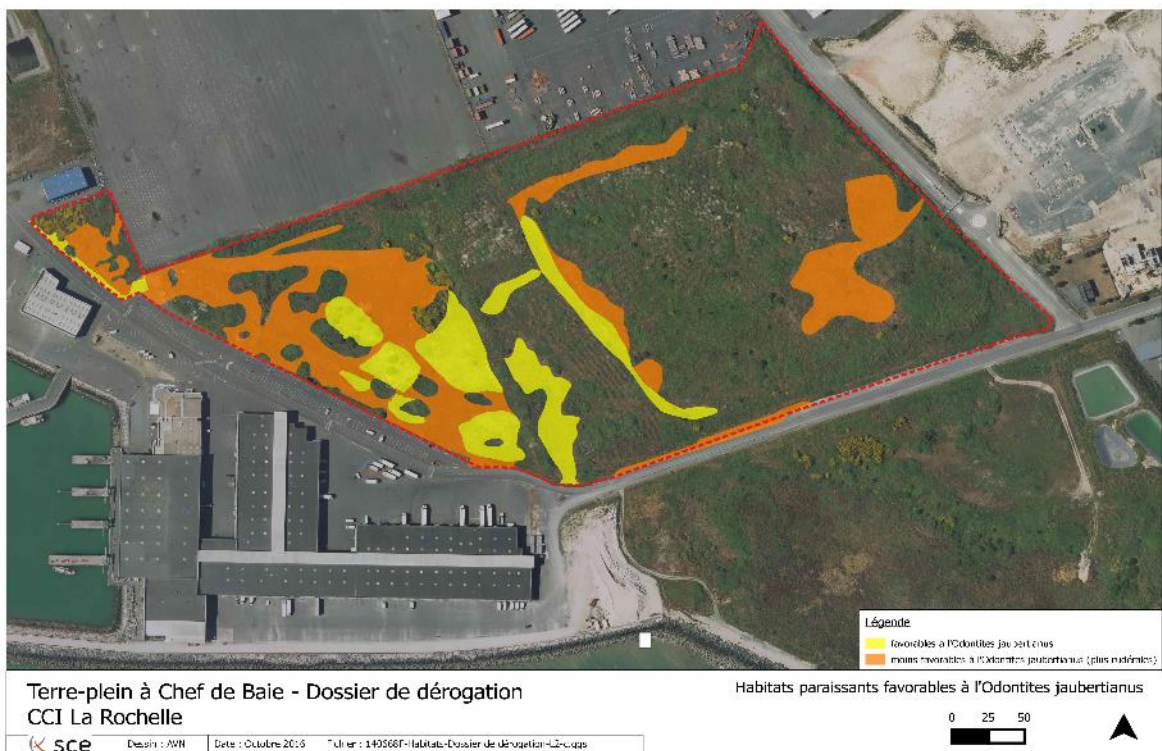 Légende
favorables à l'Odontites jaubertianus
moins favorables à l'Odontites jaubertianus (plus rudérales)
Terre-plein à Chef de Baie - Dossier de dérogation
CCI La Rochelle
Habitats paraissants favorables à l'Odontites jaubertianus
0 25 50
sce
Dessin : AVN
Date : Octobre 2016